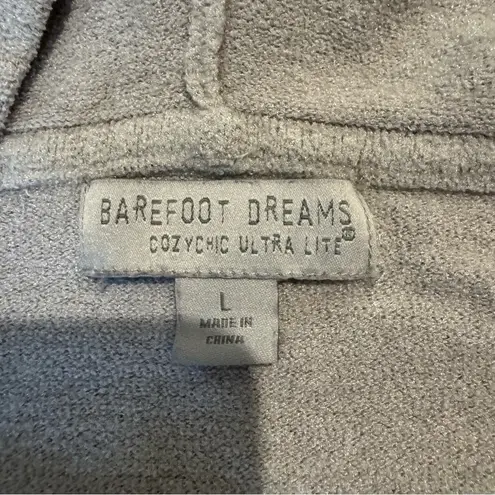 BAREFOOT DREAMS
COZYCHIC ULTRA LITE®
L
MADE IN
CHINA